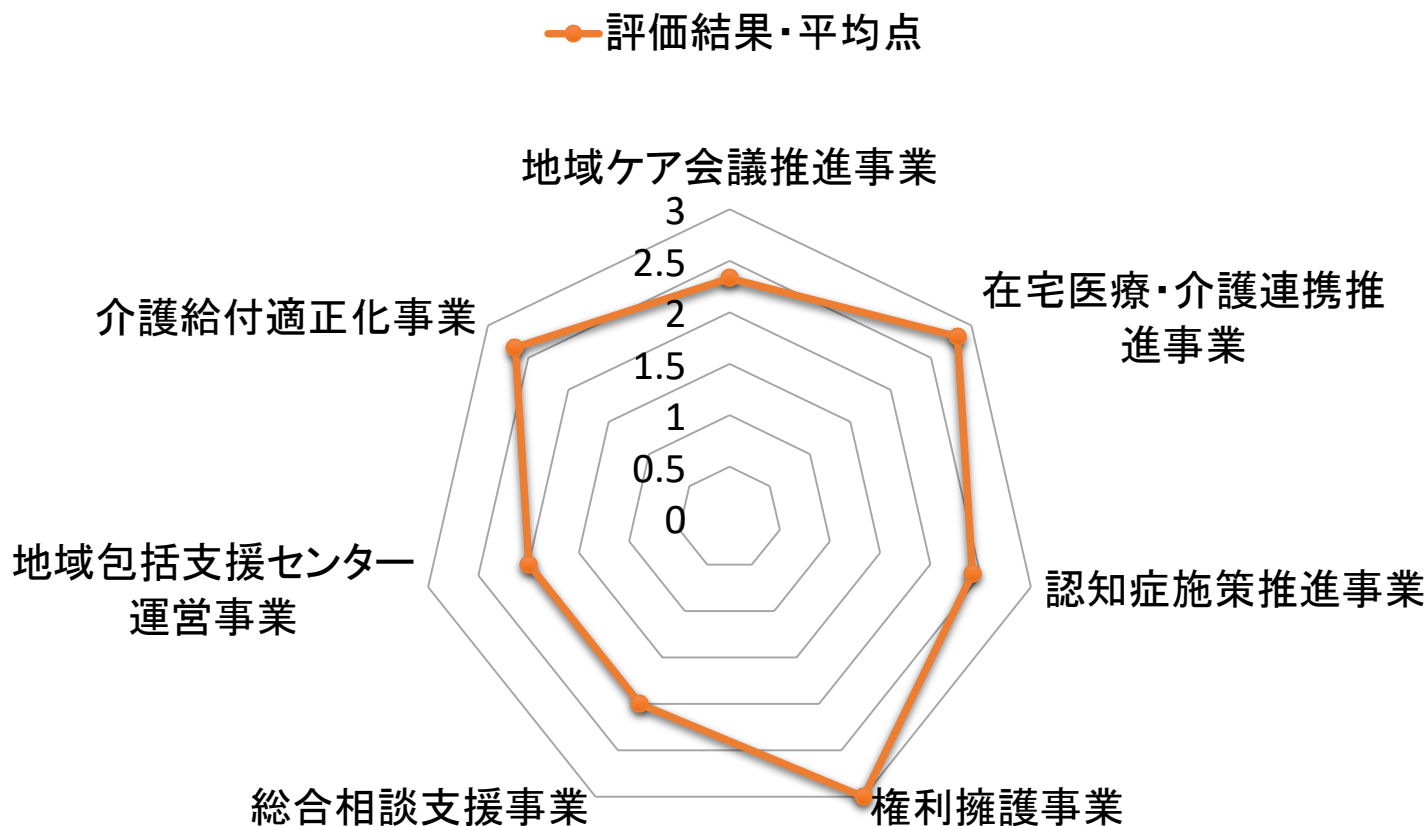 評価結果・平均点
地域ケア会議推進事業
3
2.5
2
1.5
1
0.5
0
在宅医療・介護連携推
進事業
認知症施策推進事業
権利擁護事業
総合相談支援事業
地域包括支援センター
運営事業
介護給付適正化事業